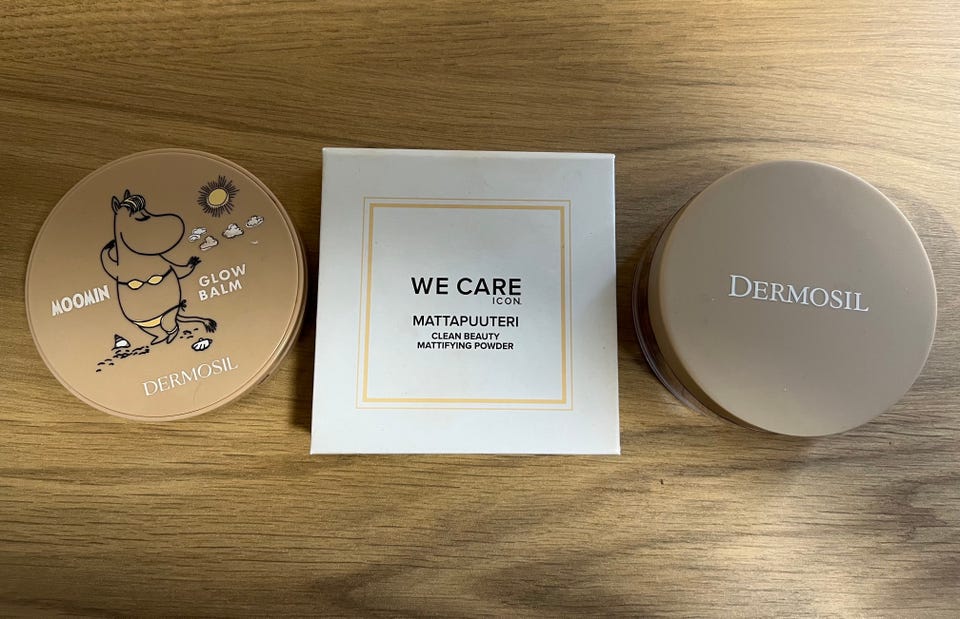 MOOMIN
GLOW
BALM
DERMOSIL
WE CARE
ICON.
MATTAPUUTERI
CLEAN BEAUTY
MATTIFYING POWDER
DERMOSIL